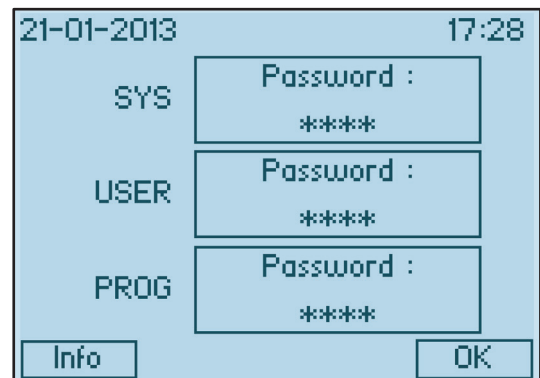 21-01-2013 17:28
SYS
Password :
****
USER
Password :
****
PROG
Password :
****
Info OK